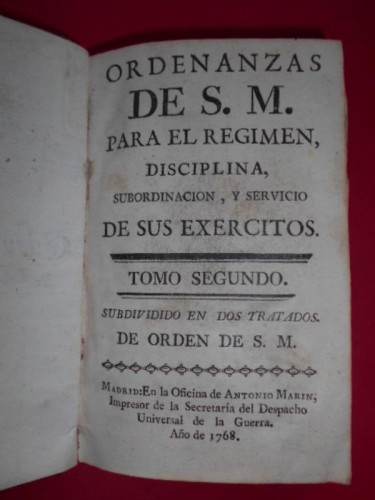 ORDENANZAS
DE S. M.
PARA EL REGIMEN,
DISCIPLINA,
SUBORDINACION, Y SERVICIO
DE SUS EXERCITOS.
TOMO SEGUNDO.
SUBDIVIDIDO EN DOS TRATADOS.
DE ORDEN DE S. M.
MADRID: En la Oficina de ANTONIO MARIN,
Impresor de la Secretaría del Despacho
Universal de la Guerra.
Año de 1768.